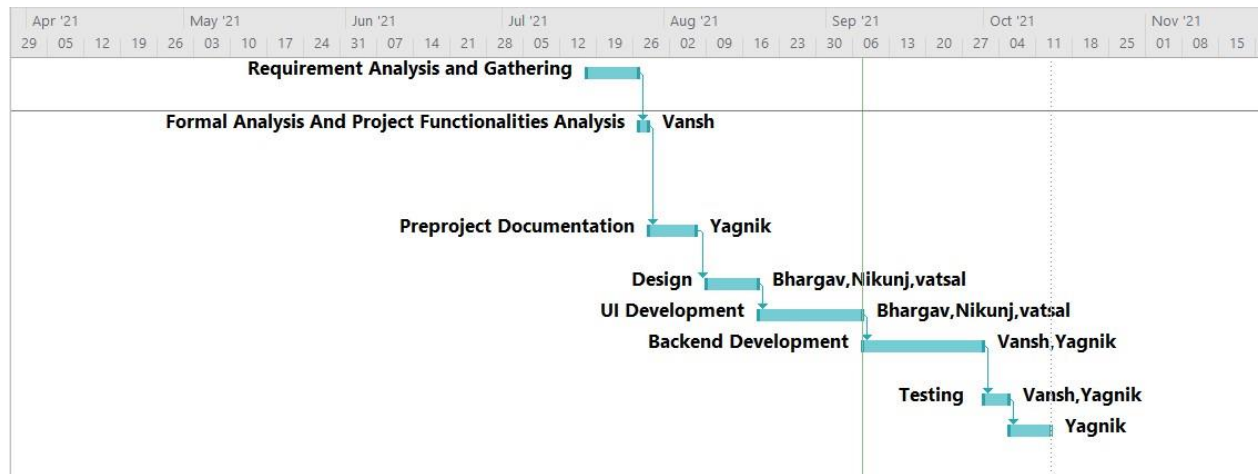 Apr '21 May '21 Jun '21 Jul '21 Aug '21 Sep '21 Oct '21 Nov '21
29 05 12 19 26 03 10 17 24 31 07 14 21 28 05 12 19 26 02 09 16 23 30 06 13 20 27 04 11 18 25 01 08 15
Requirement Analysis and Gathering
Formal Analysis And Project Functionalities Analysis Vansh
Preproject Documentation Yagnik
Design Bhargav,Nikunj,vatsal
UI Development Bhargav,Nikunj,vatsal
Backend Development Vansh,Yagnik
Testing Vansh,Yagnik
Yagnik